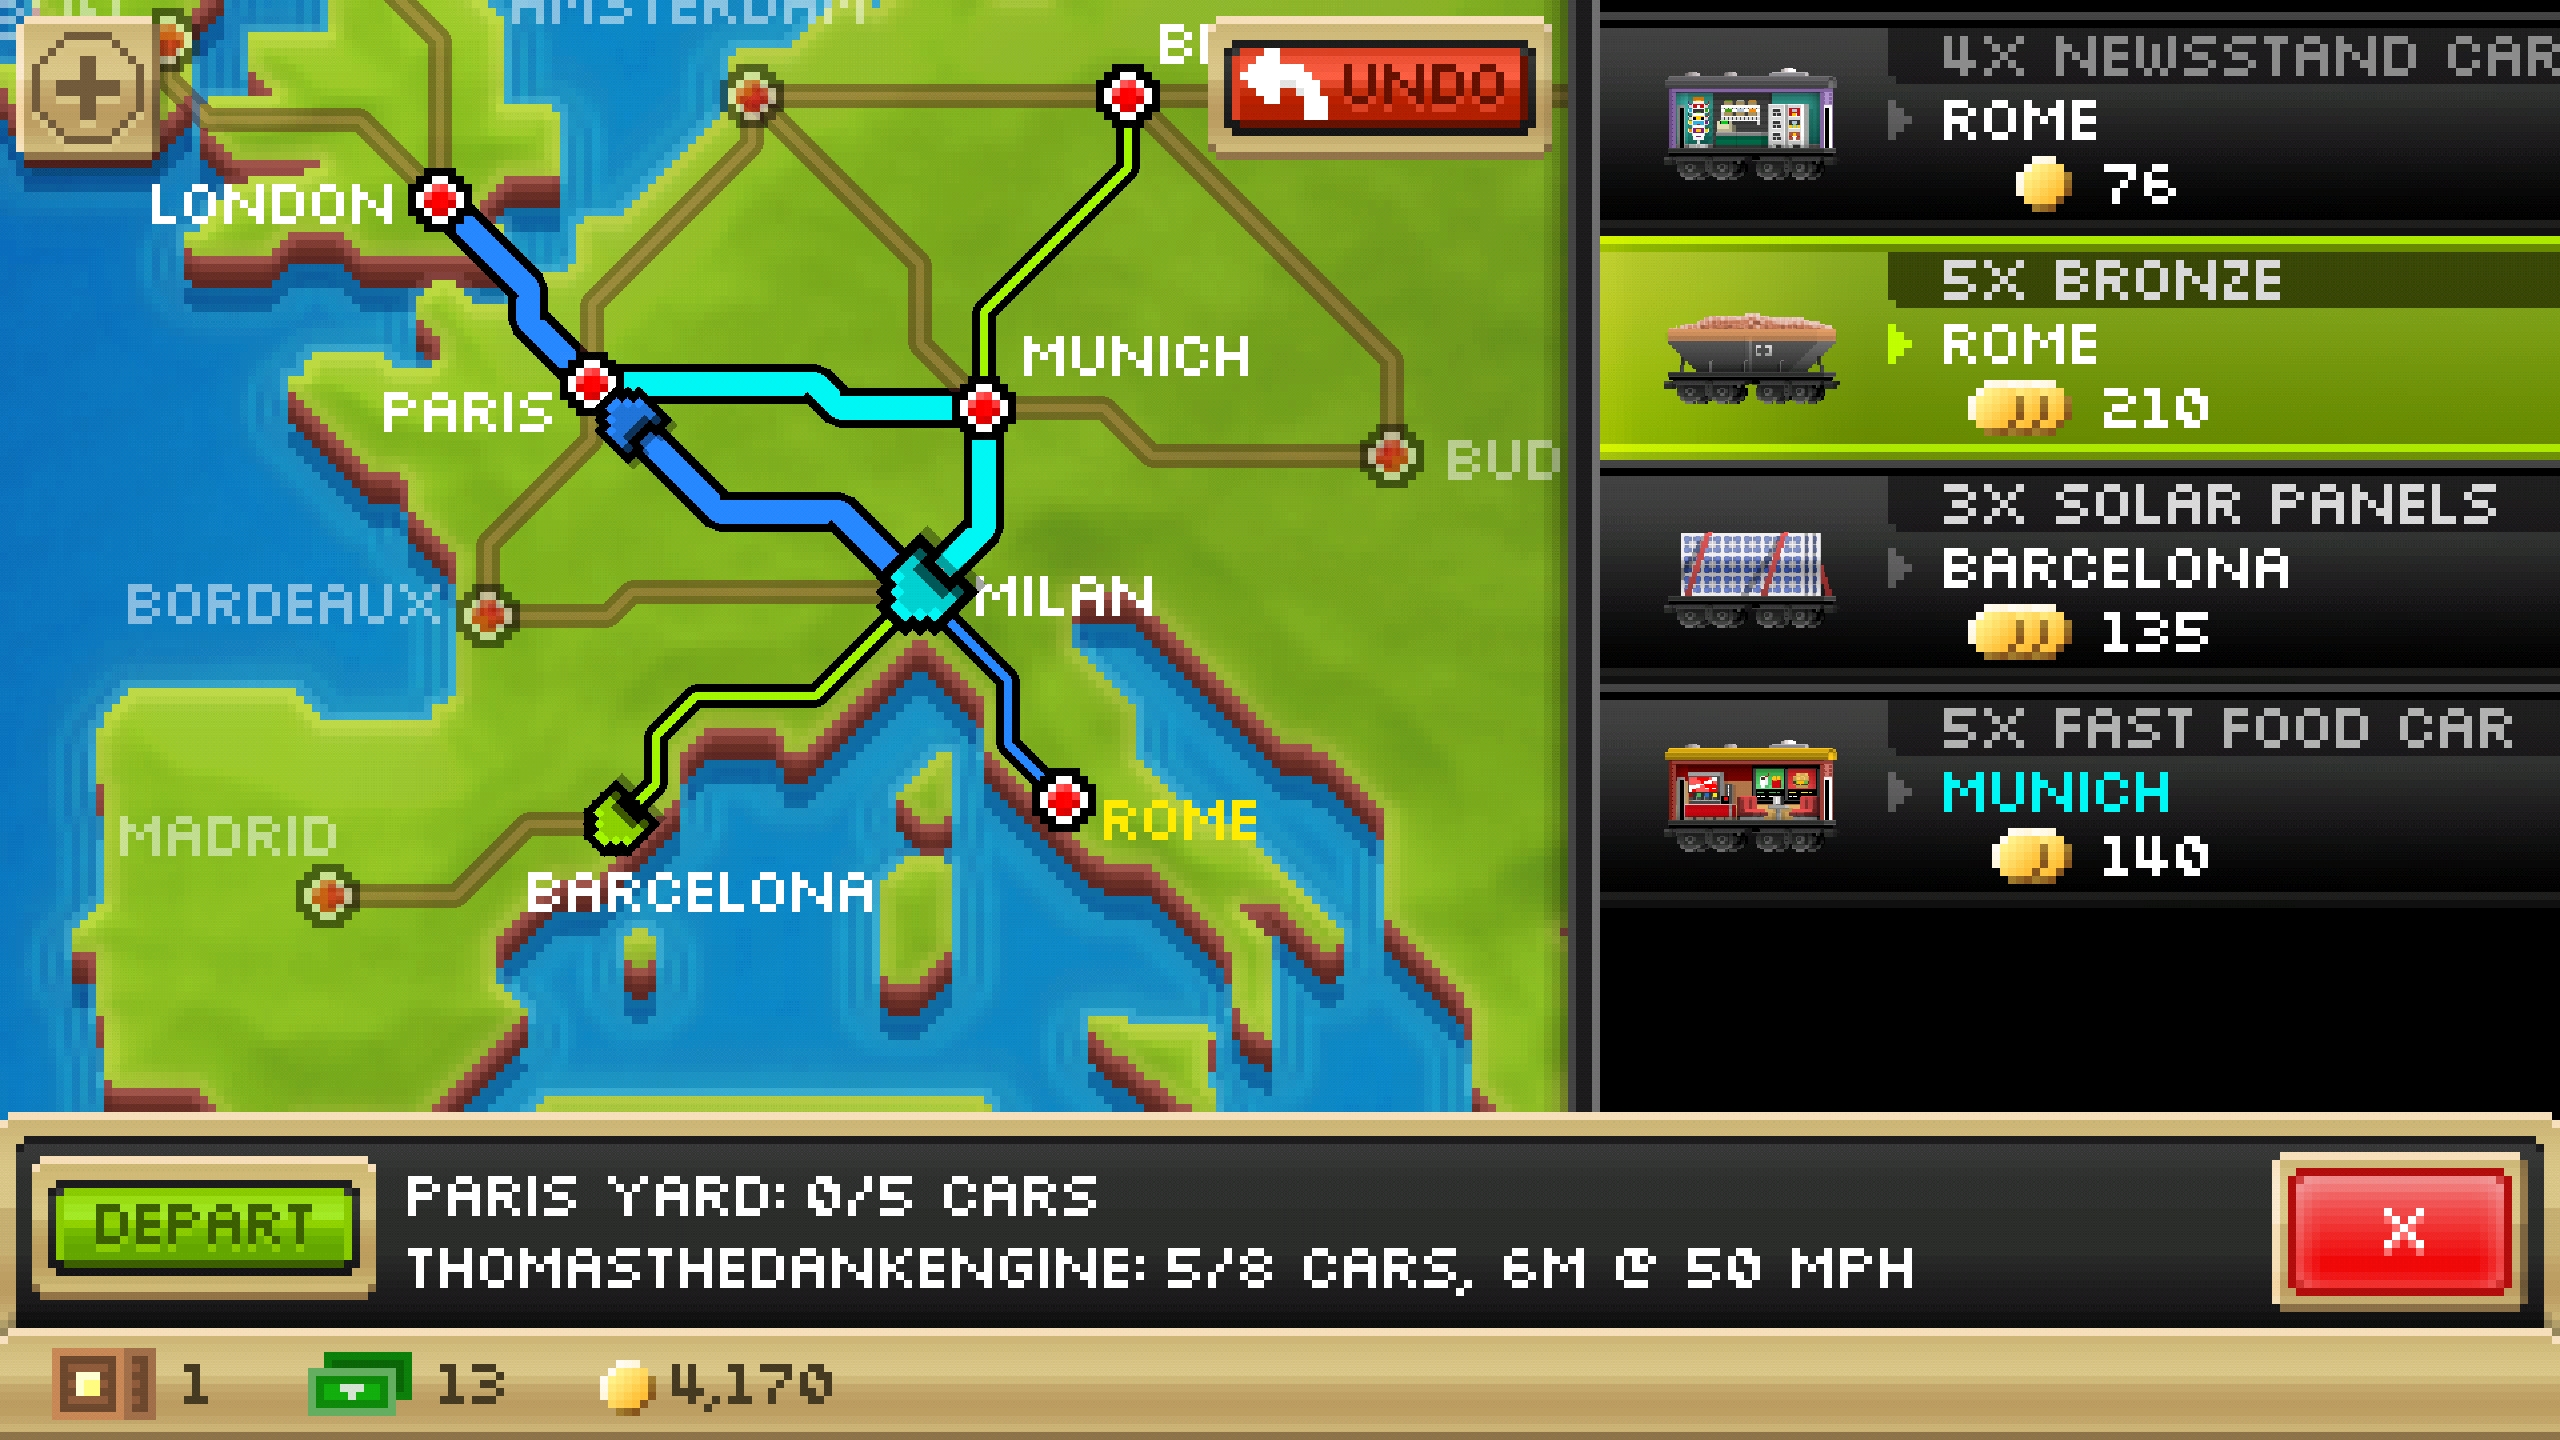 AMSTERDAM
UNDO
LONDON
MUNICH
PARIS
BUD
BORDEAUX
MILAN
MADRID
ROME
BARCELONA
4X NEWSSTAND CAR
ROME
76
5X BRONZE
ROME
210
3X SOLAR PANELS
BARCELONA
135
5X FAST FOOD CAR
MUNICH
140
DEPART
PARIS YARD: 0/5 CARS
THOMASTHEDANKENGINE: 5/8 CARS, 6M @ 50 MPH
X
1
13
4,170